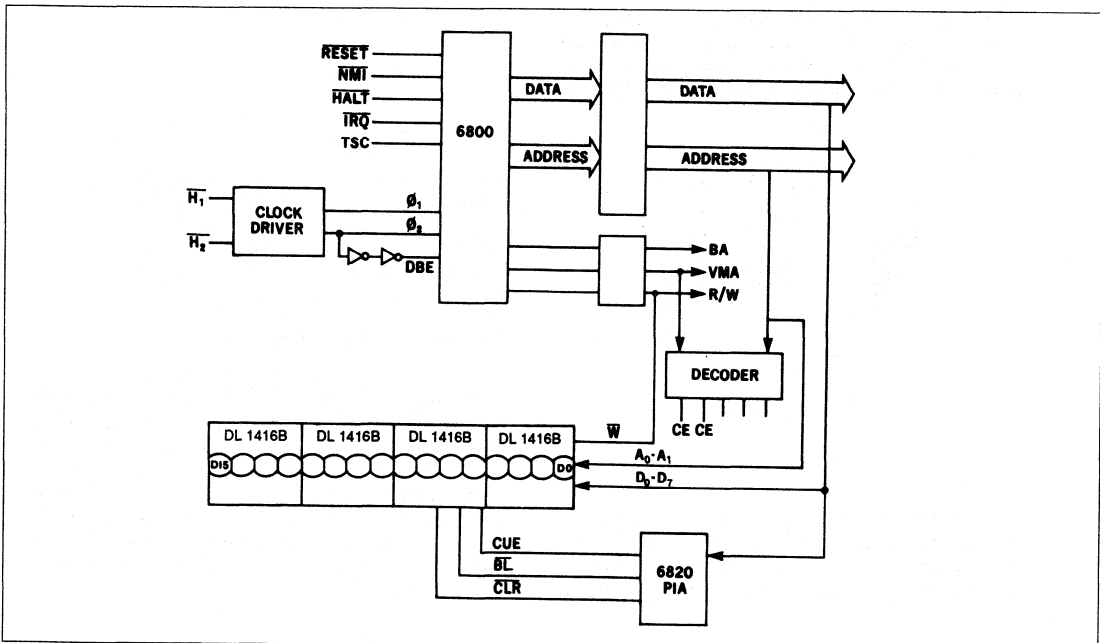 RESET
NMI
HALT
IRQ
TSC
6800
DATA
ADDRESS
DATA
ADDRESS
H₁
H₂
CLOCK
DRIVER
Ø₁
Ø₂
DBE
BA
VMA
R/W
DECODER
CE CE
DL 1416B DL 1416B DL 1416B DL 1416B
D15 D0
W
A₀-A₁
D₀-D₇
CUE
BL
CLR
6820
PIA